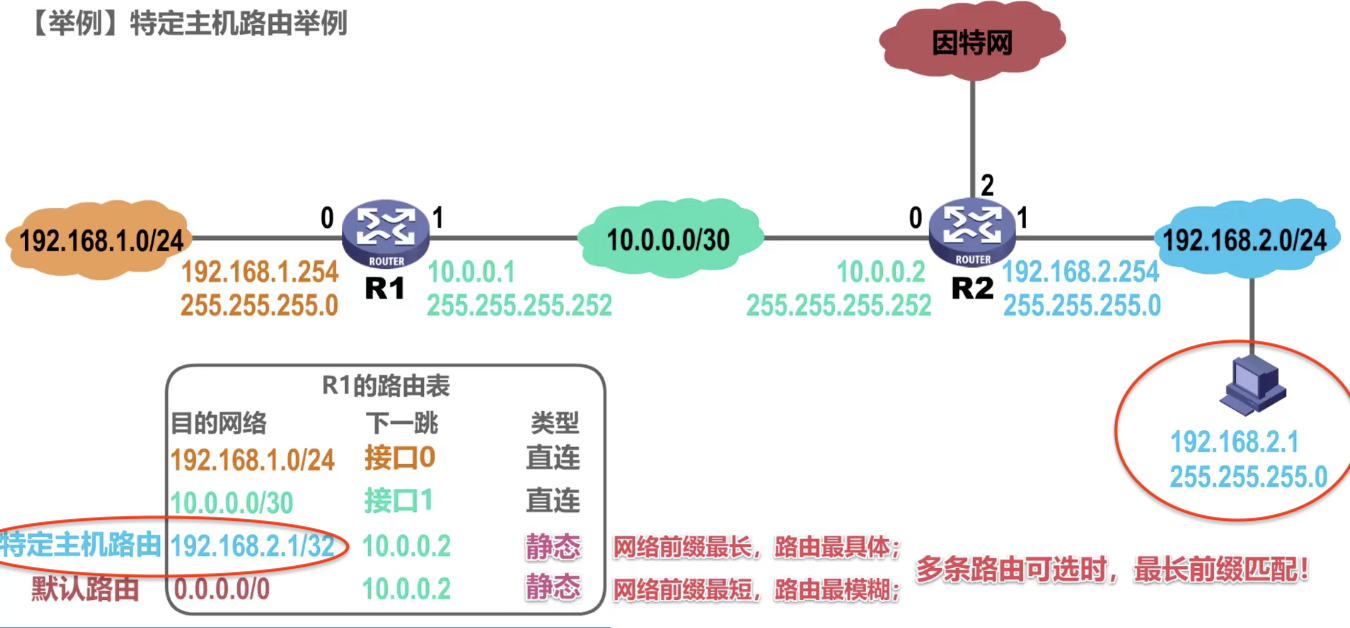 【举例】特定主机路由举例
因特网
2
192.168.1.0/24
0
1
10.0.0.0/30
0
1
192.168.2.0/24
ROUTER
R1
ROUTER
R2
192.168.1.254
255.255.255.0
10.0.0.1
255.255.255.252
10.0.0.2
255.255.255.252
192.168.2.254
255.255.255.0
192.168.2.1
255.255.255.0
R1的路由表
目的网络 下一跳 类型
192.168.1.0/24 接口0 直连
10.0.0.0/30 接口1 直连
特定主机路由 192.168.2.1/32 10.0.0.2 静态 网络前缀最长，路由最具体；
默认路由 0.0.0.0/0 10.0.0.2 静态 网络前缀最短，路由最模糊；
多条路由可选时，最长前缀匹配！